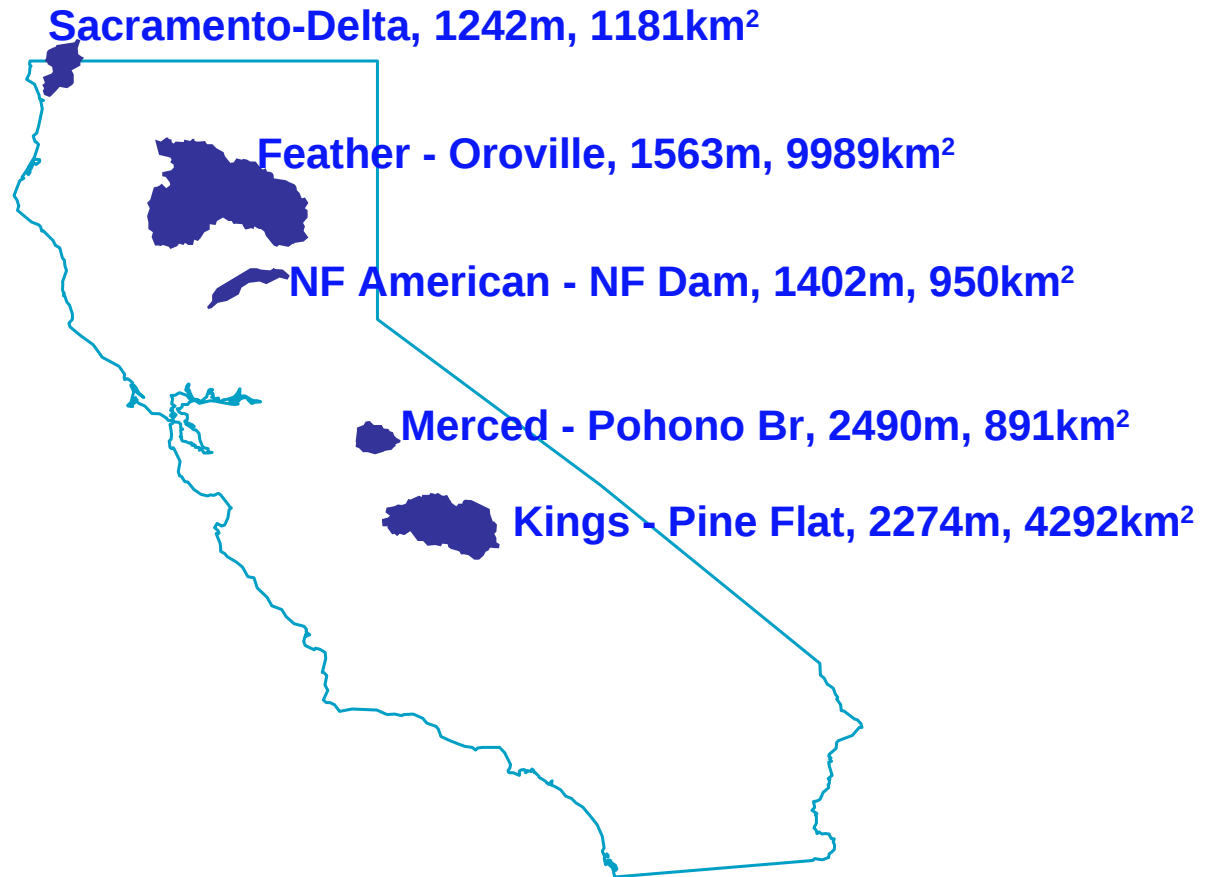 Sacramento-Delta, 1242m, 1181km²
Feather - Oroville, 1563m, 9989km²
NF American - NF Dam, 1402m, 950km²
Merced - Pohono Br, 2490m, 891km²
Kings - Pine Flat, 2274m, 4292km²